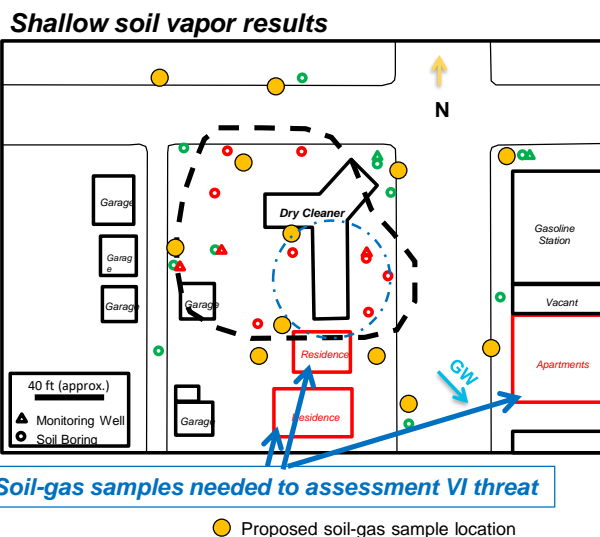 Shallow soil vapor results
N
Garage
Dry Cleaner
Gasoline
Station
Garag
e
Garage
Garage
Vacant
Residence
Apartments
GW
40 ft (approx.)
Monitoring Well
Soil Boring
Garage
Residence
Soil-gas samples needed to assessment VI threat
Proposed soil-gas sample location